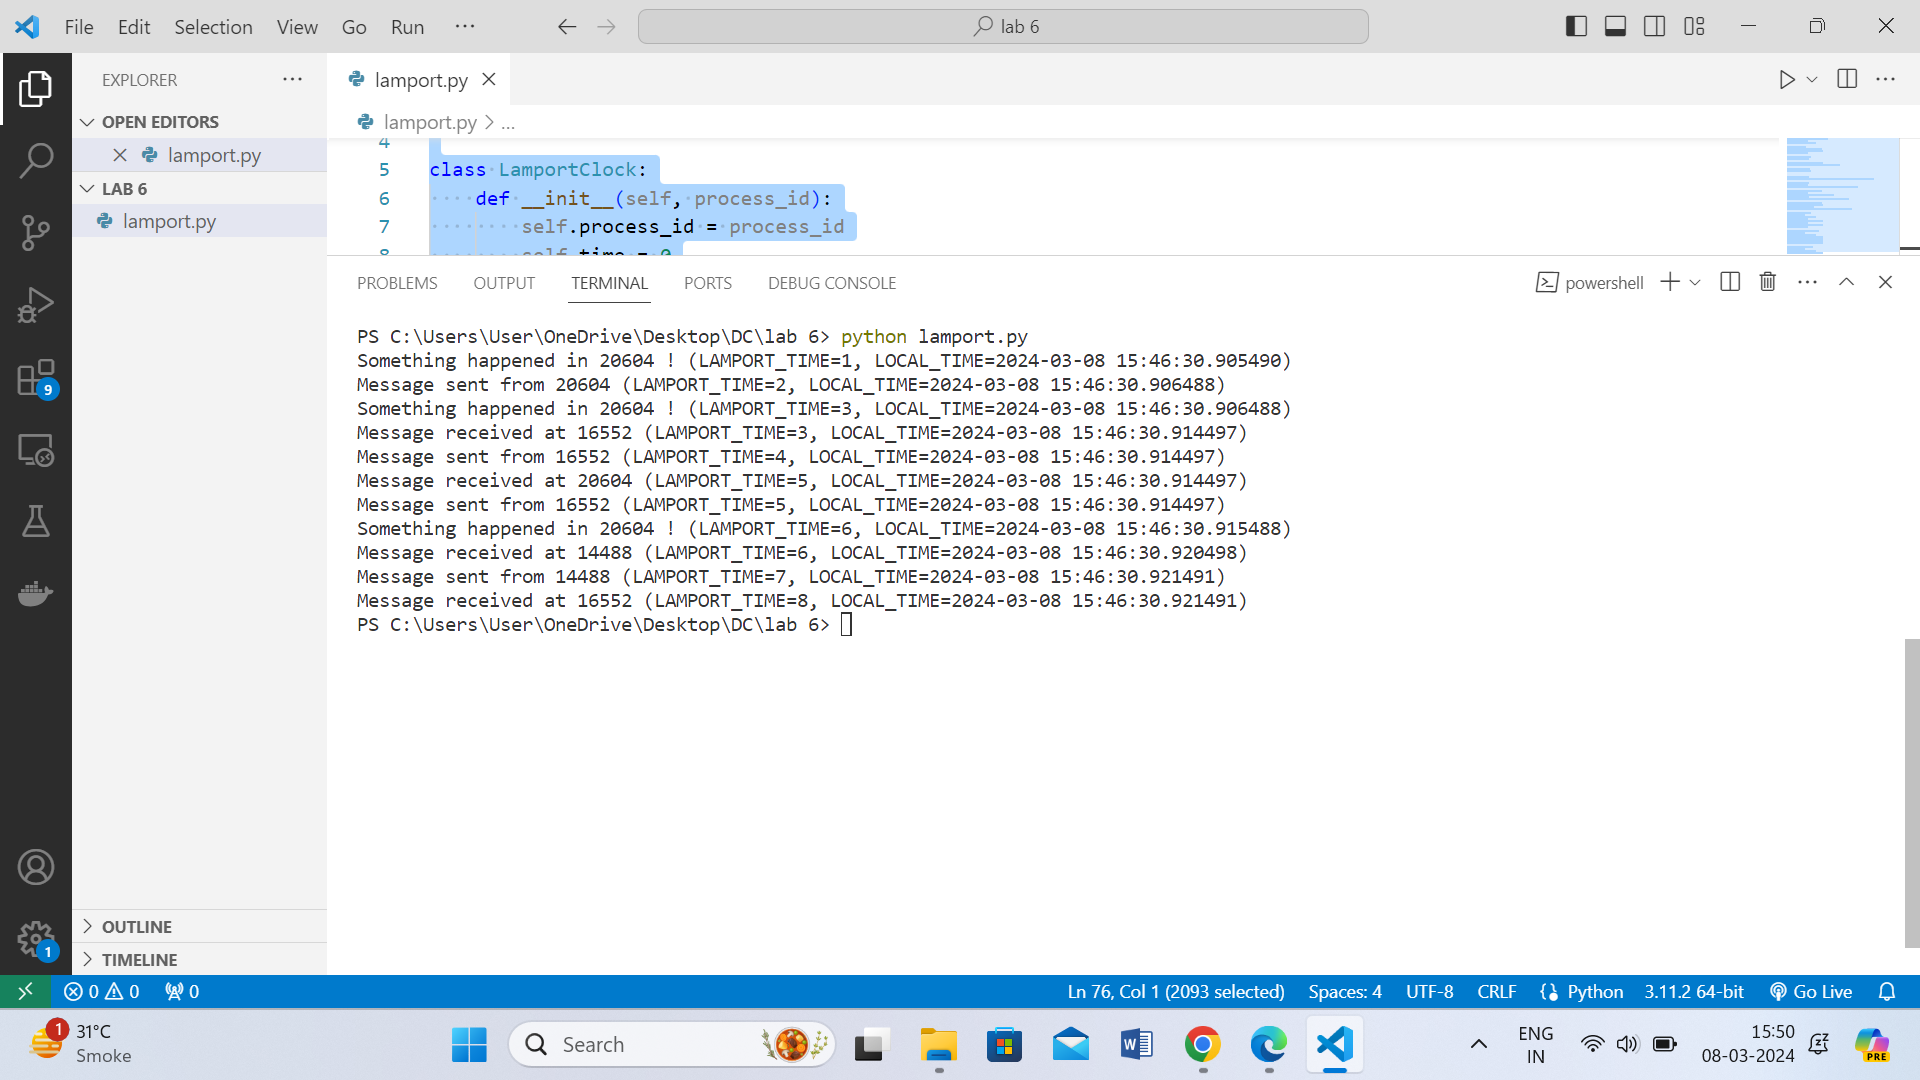 File Edit Selection View Go Run ··· lab 6
EXPLORER ···
OPEN EDITORS
lamport.py
LAB 6
lamport.py
OUTLINE
TIMELINE
9
1
lamport.py
lamport.py > ...
4
5 class LamportClock:
6 def __init__(self, process_id):
7 self.process_id = process_id
8 self.time = 0
PROBLEMS OUTPUT TERMINAL PORTS DEBUG CONSOLE powershell
PS C:\Users\User\OneDrive\Desktop\DC\lab 6> python lamport.py
Something happened in 20604 ! (LAMPORT_TIME=1, LOCAL_TIME=2024-03-08 15:46:30.905490)
Message sent from 20604 (LAMPORT_TIME=2, LOCAL_TIME=2024-03-08 15:46:30.906488)
Something happened in 20604 ! (LAMPORT_TIME=3, LOCAL_TIME=2024-03-08 15:46:30.906488)
Message received at 16552 (LAMPORT_TIME=3, LOCAL_TIME=2024-03-08 15:46:30.914497)
Message sent from 16552 (LAMPORT_TIME=4, LOCAL_TIME=2024-03-08 15:46:30.914497)
Message received at 20604 (LAMPORT_TIME=5, LOCAL_TIME=2024-03-08 15:46:30.914497)
Message sent from 16552 (LAMPORT_TIME=5, LOCAL_TIME=2024-03-08 15:46:30.914497)
Something happened in 20604 ! (LAMPORT_TIME=6, LOCAL_TIME=2024-03-08 15:46:30.915488)
Message received at 14488 (LAMPORT_TIME=6, LOCAL_TIME=2024-03-08 15:46:30.920498)
Message sent from 14488 (LAMPORT_TIME=7, LOCAL_TIME=2024-03-08 15:46:30.921491)
Message received at 16552 (LAMPORT_TIME=8, LOCAL_TIME=2024-03-08 15:46:30.921491)
PS C:\Users\User\OneDrive\Desktop\DC\lab 6>
0 0 0 Ln 76, Col 1 (2093 selected) Spaces: 4 UTF-8 CRLF {} Python 3.11.2 64-bit Go Live
1 31°C
Smoke
Search
W
ENG
IN
15:50
08-03-2024
PRE